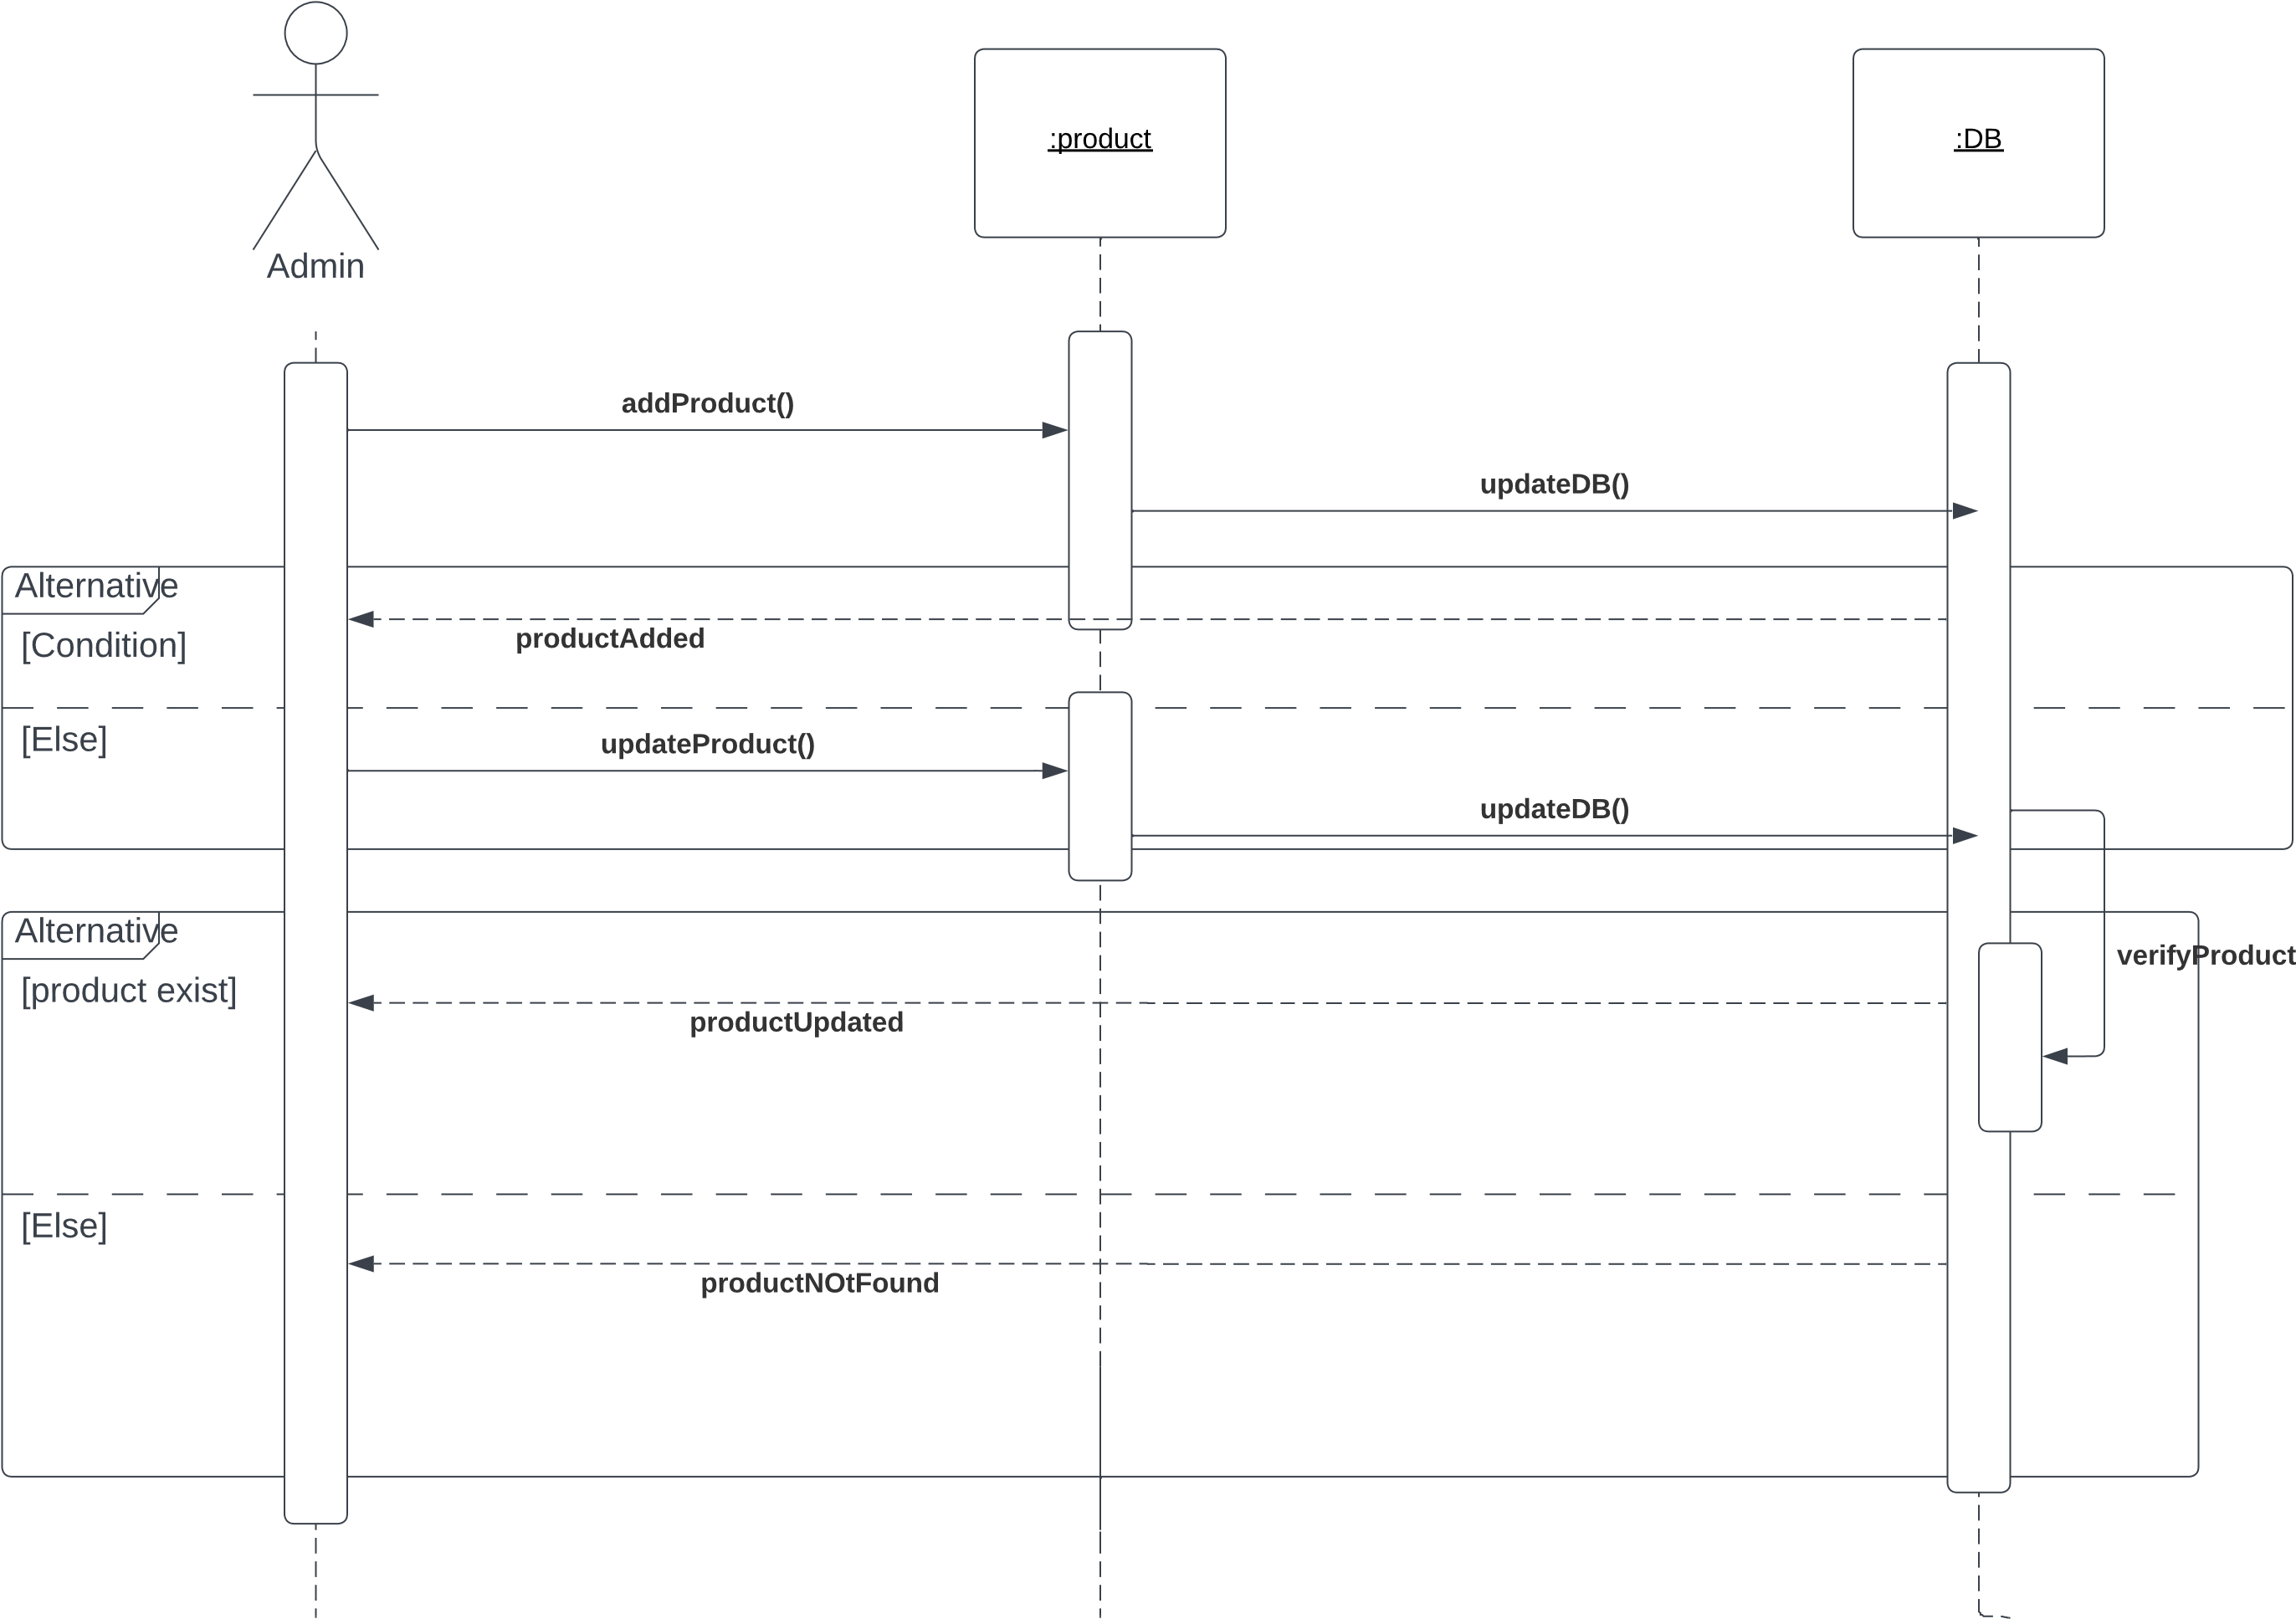 :product
:DB
Admin
addProduct()
updateDB()
Alternative
productAdded
[Condition]
[Else]
updateProduct()
updateDB()
Alternative
verifyProduct
[product exist]
productUpdated
[Else]
productNOtFound